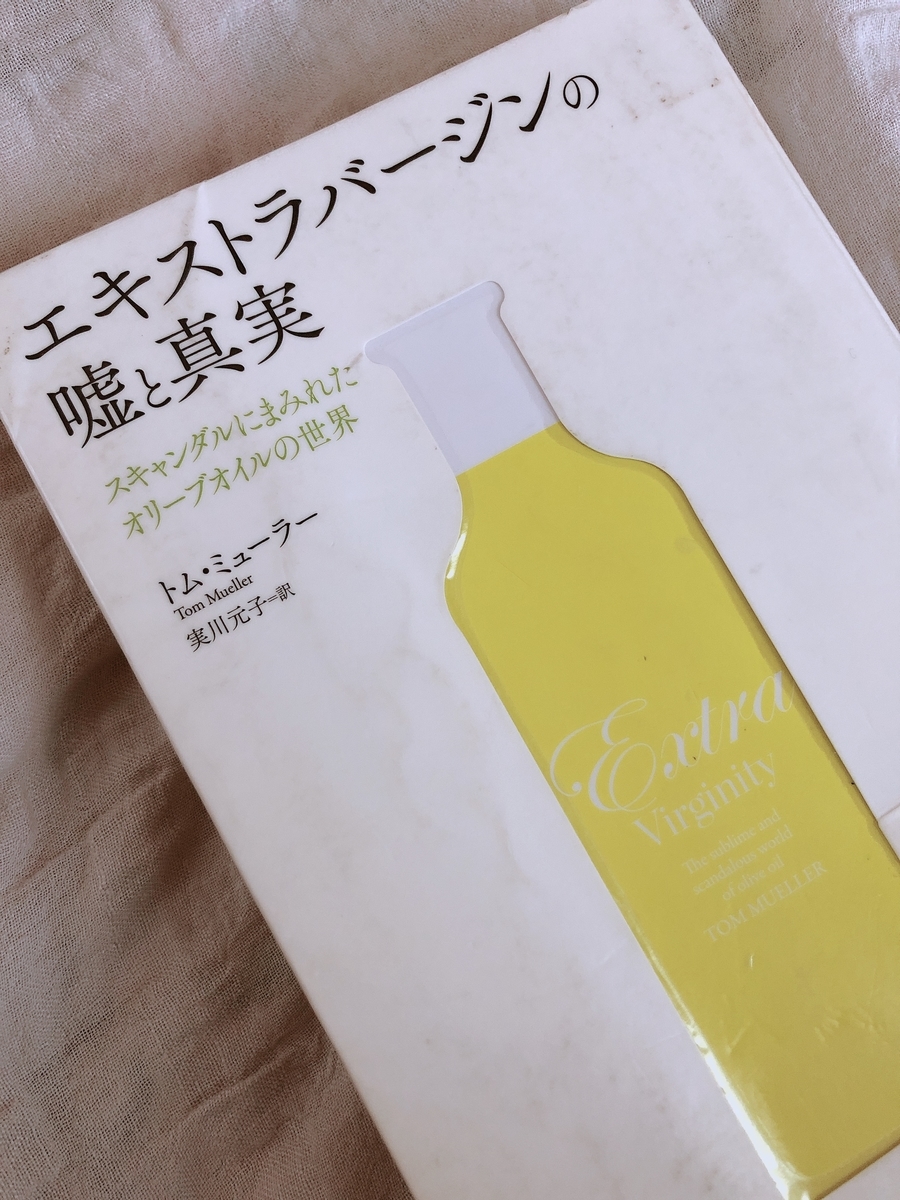 エキストラバージンの
嘘と真実
スキャンダルにまみれた
オリーブオイルの世界
トム・ミューラー
Tom Mueller
実川元子=訳
Extra
Virginity
The sublime and
scandalous world
of olive oil
TOM MUELLER